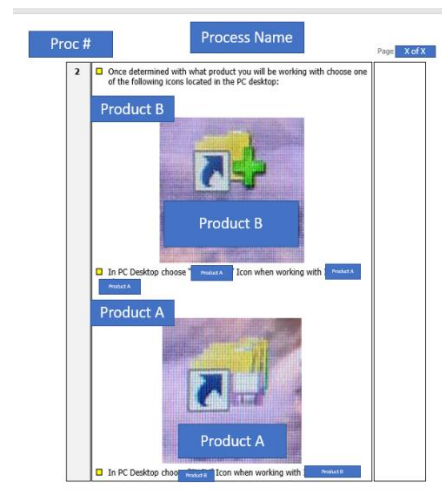 Proc #
Process Name
Page X of X
2
Once determined with what product you will be working with choose one
of the following icons located in the PC desktop:
Product B
Product B
In PC Desktop choose " Product A " Icon when working with Product A
Product A
Product A
Product A
In PC Desktop choo Product B Icon when working with Product B